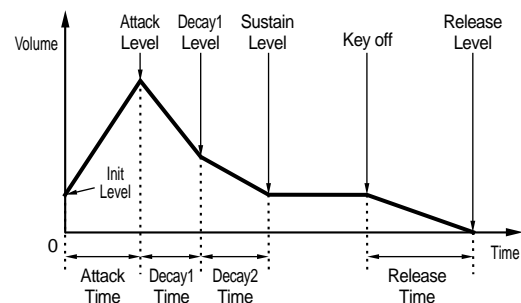 Attack Level
Decay1 Level
Sustain Level
Key off
Release Level
Volume
Init Level
0
Time
Attack Time
Decay1 Time
Decay2 Time
Release Time